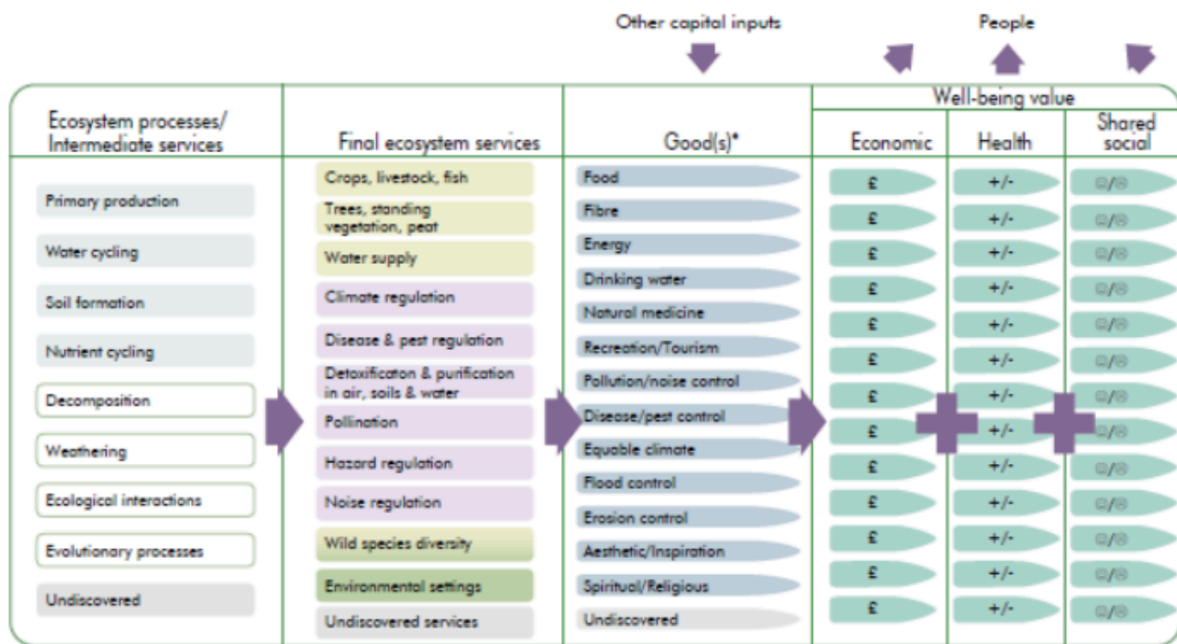 Other capital inputs
People
Well-being value
Ecosystem processes/
Intermediate services
Final ecosystem services
Good(s)*
Economic
Health
Shared
social
Primary production
Water cycling
Soil formation
Nutrient cycling
Decomposition
Weathering
Ecological interactions
Evolutionary processes
Undiscovered
Crops, livestock, fish
Trees, standing
vegetation, peat
Water supply
Climate regulation
Disease & pest regulation
Detoxificaton & purification
in air, soils & water
Pollination
Hazard regulation
Noise regulation
Wild species diversity
Environmental settings
Undiscovered services
Food
Fibre
Energy
Drinking water
Natural medicine
Recreation/Tourism
Pollution/noise control
Disease/pest control
Equable climate
Flood control
Erosion control
Aesthetic/Inspiration
Spiritual/Religious
Undiscovered
£ +/- ☺/☹
£ +/- ☺/☹
£ +/- ☺/☹
£ +/- ☺/☹
£ +/- ☺/☹
£ +/- ☺/☹
£ +/- ☺/☹
£ +/- ☺/☹
£ +/- ☺/☹
£ +/- ☺/☹
£ +/- ☺/☹
£ +/- ☺/☹
£ +/- ☺/☹